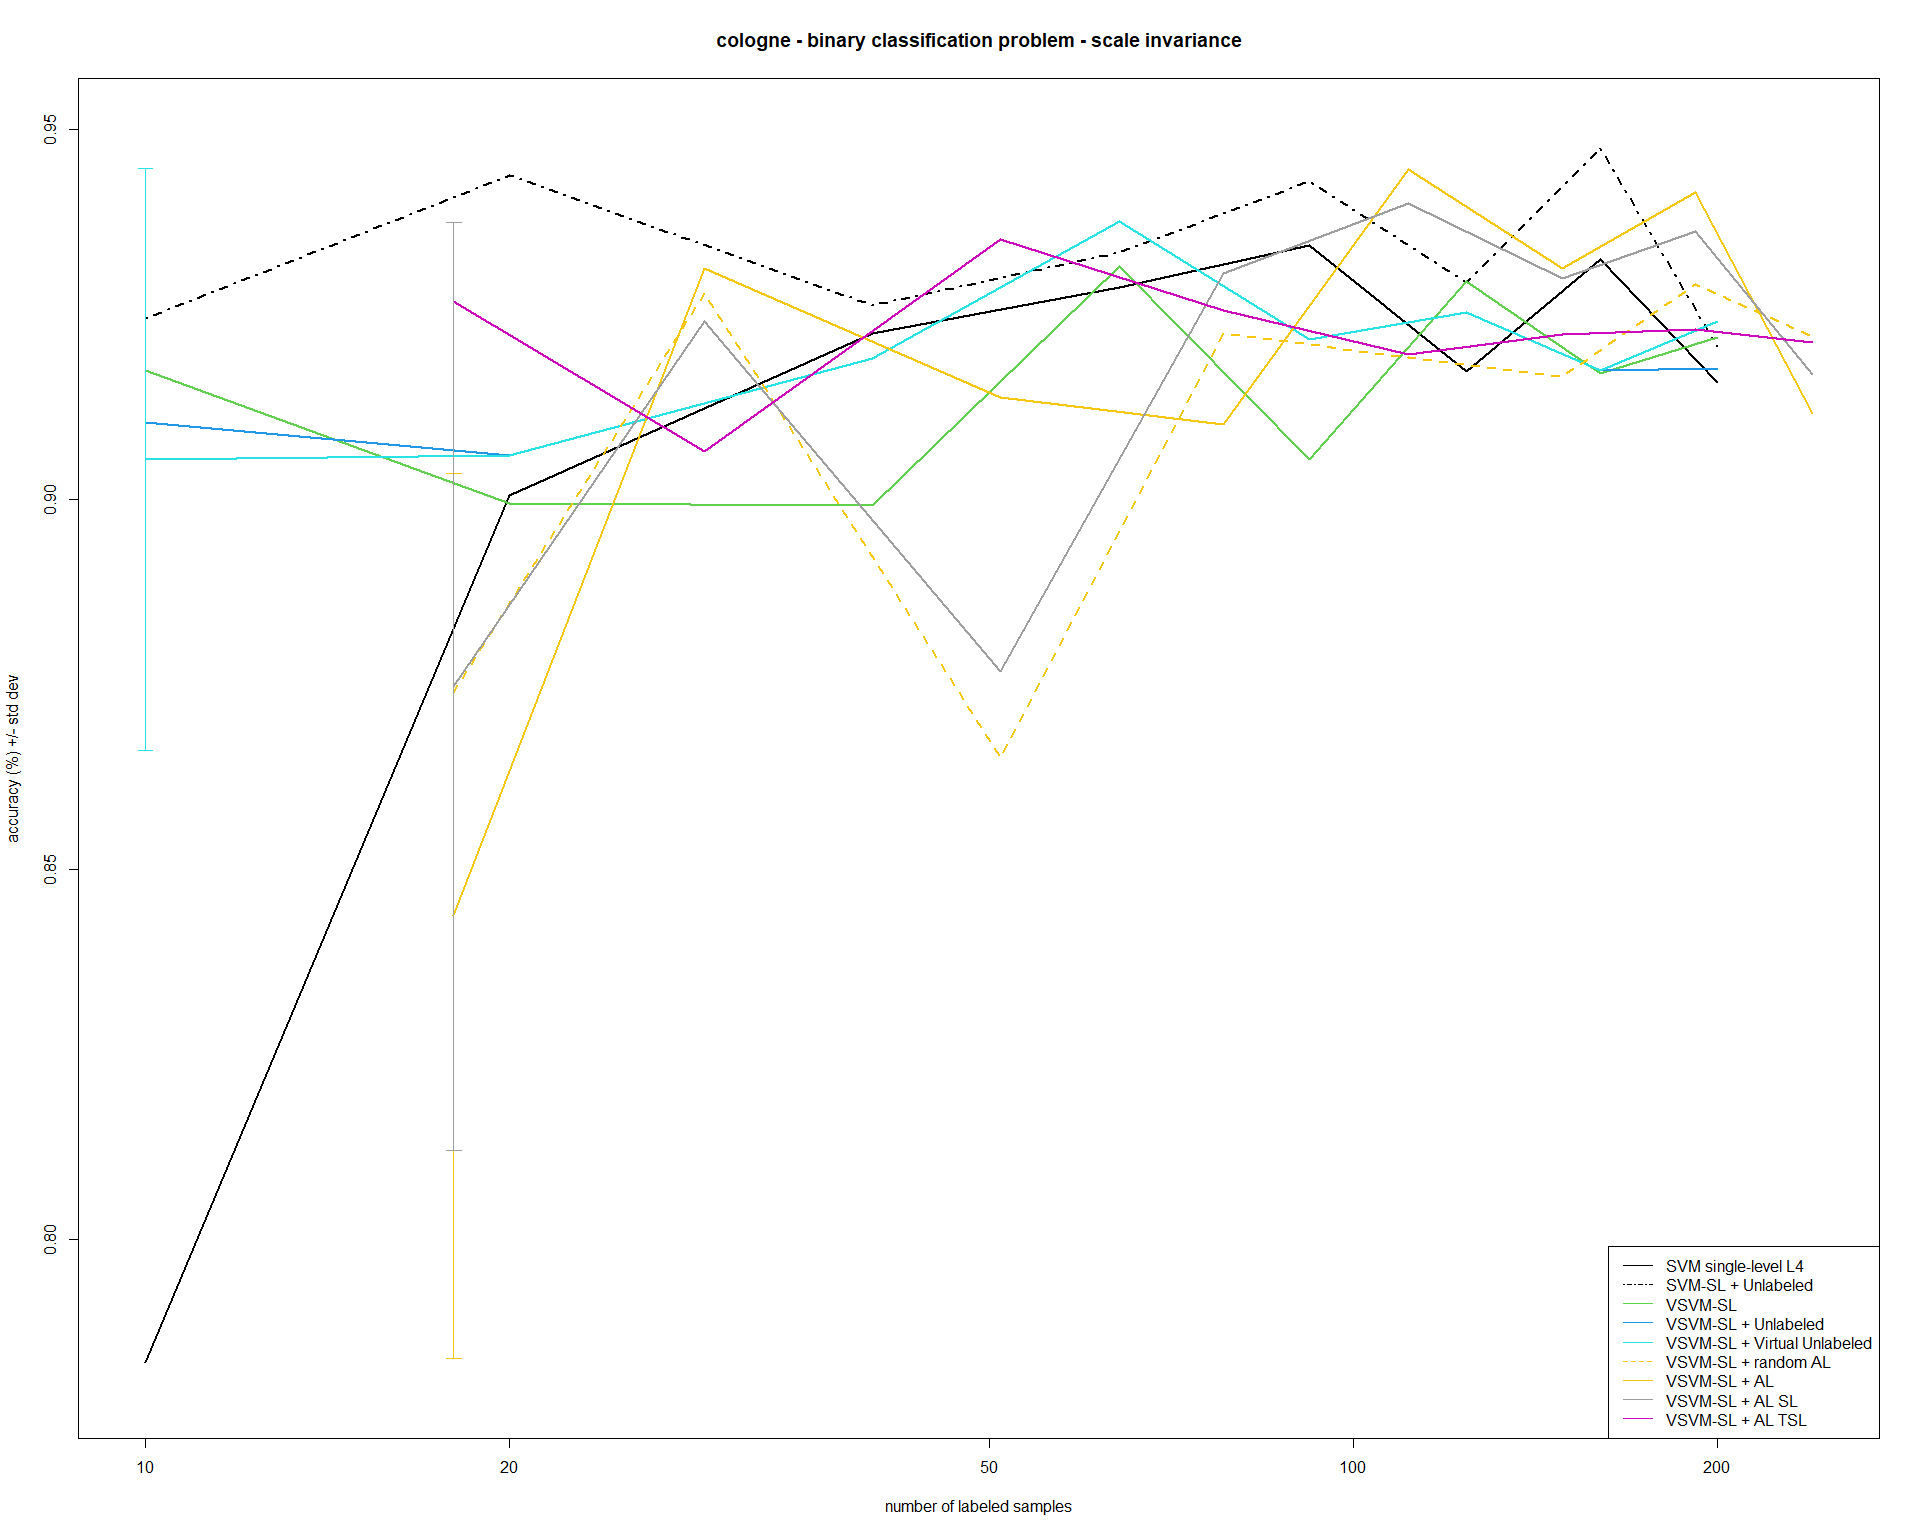 cologne - binary classification problem - scale invariance
accuracy (%) +/- std dev
0.95
0.90
0.85
0.80
SVM single-level L4
SVM-SL + Unlabeled
VSVM-SL
VSVM-SL + Unlabeled
VSVM-SL + Virtual Unlabeled
VSVM-SL + random AL
VSVM-SL + AL
VSVM-SL + AL SL
VSVM-SL + AL TSL
10 20 50 100 200
number of labeled samples